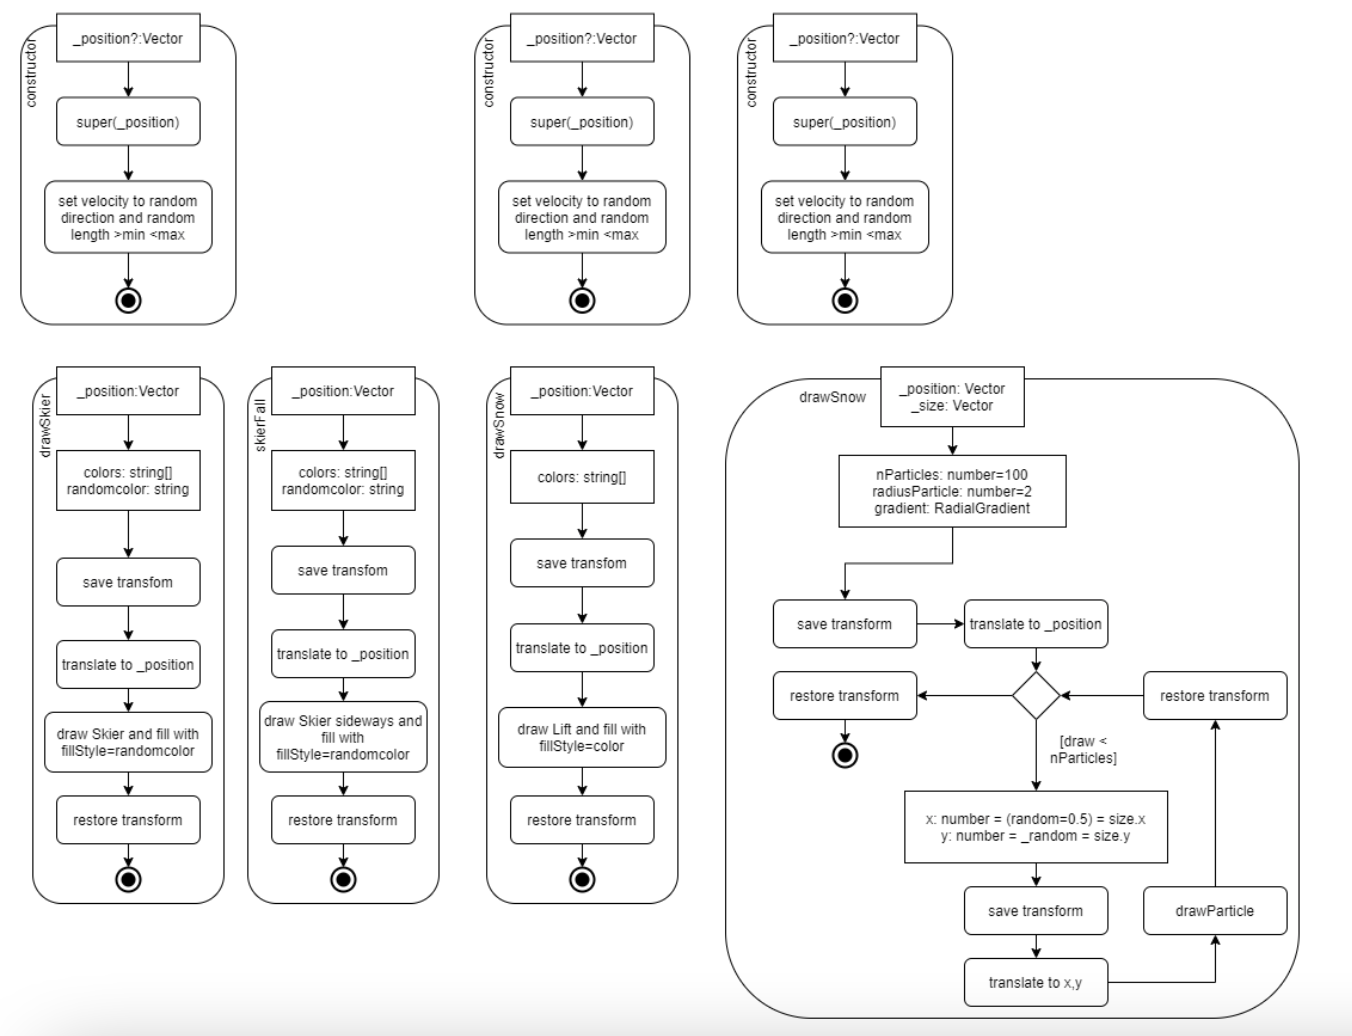 _position?:Vector
constructor
super(_position)
set velocity to random
direction and random
length >min <max
_position?:Vector
constructor
super(_position)
set velocity to random
direction and random
length >min <max
_position?:Vector
constructor
super(_position)
set velocity to random
direction and random
length >min <max
_position:Vector
drawSkier
colors: string[]
randomcolor: string
save transfom
translate to _position
draw Skier and fill with
fillStyle=randomcolor
restore transform
_position:Vector
skierFall
colors: string[]
randomcolor: string
save transfom
translate to _position
draw Skier sideways and
fill with
fillStyle=randomcolor
restore transform
_position:Vector
drawSnow
colors: string[]
save transfom
translate to _position
draw Lift and fill with
fillStyle=color
restore transform
drawSnow
_position: Vector
_size: Vector
nParticles: number=100
radiusParticle: number=2
gradient: RadialGradient
save transform
translate to _position
restore transform
restore transform
[draw <
nParticles]
x: number = (random=0.5) = size.x
y: number = _random = size.y
save transform
drawParticle
translate to x,y